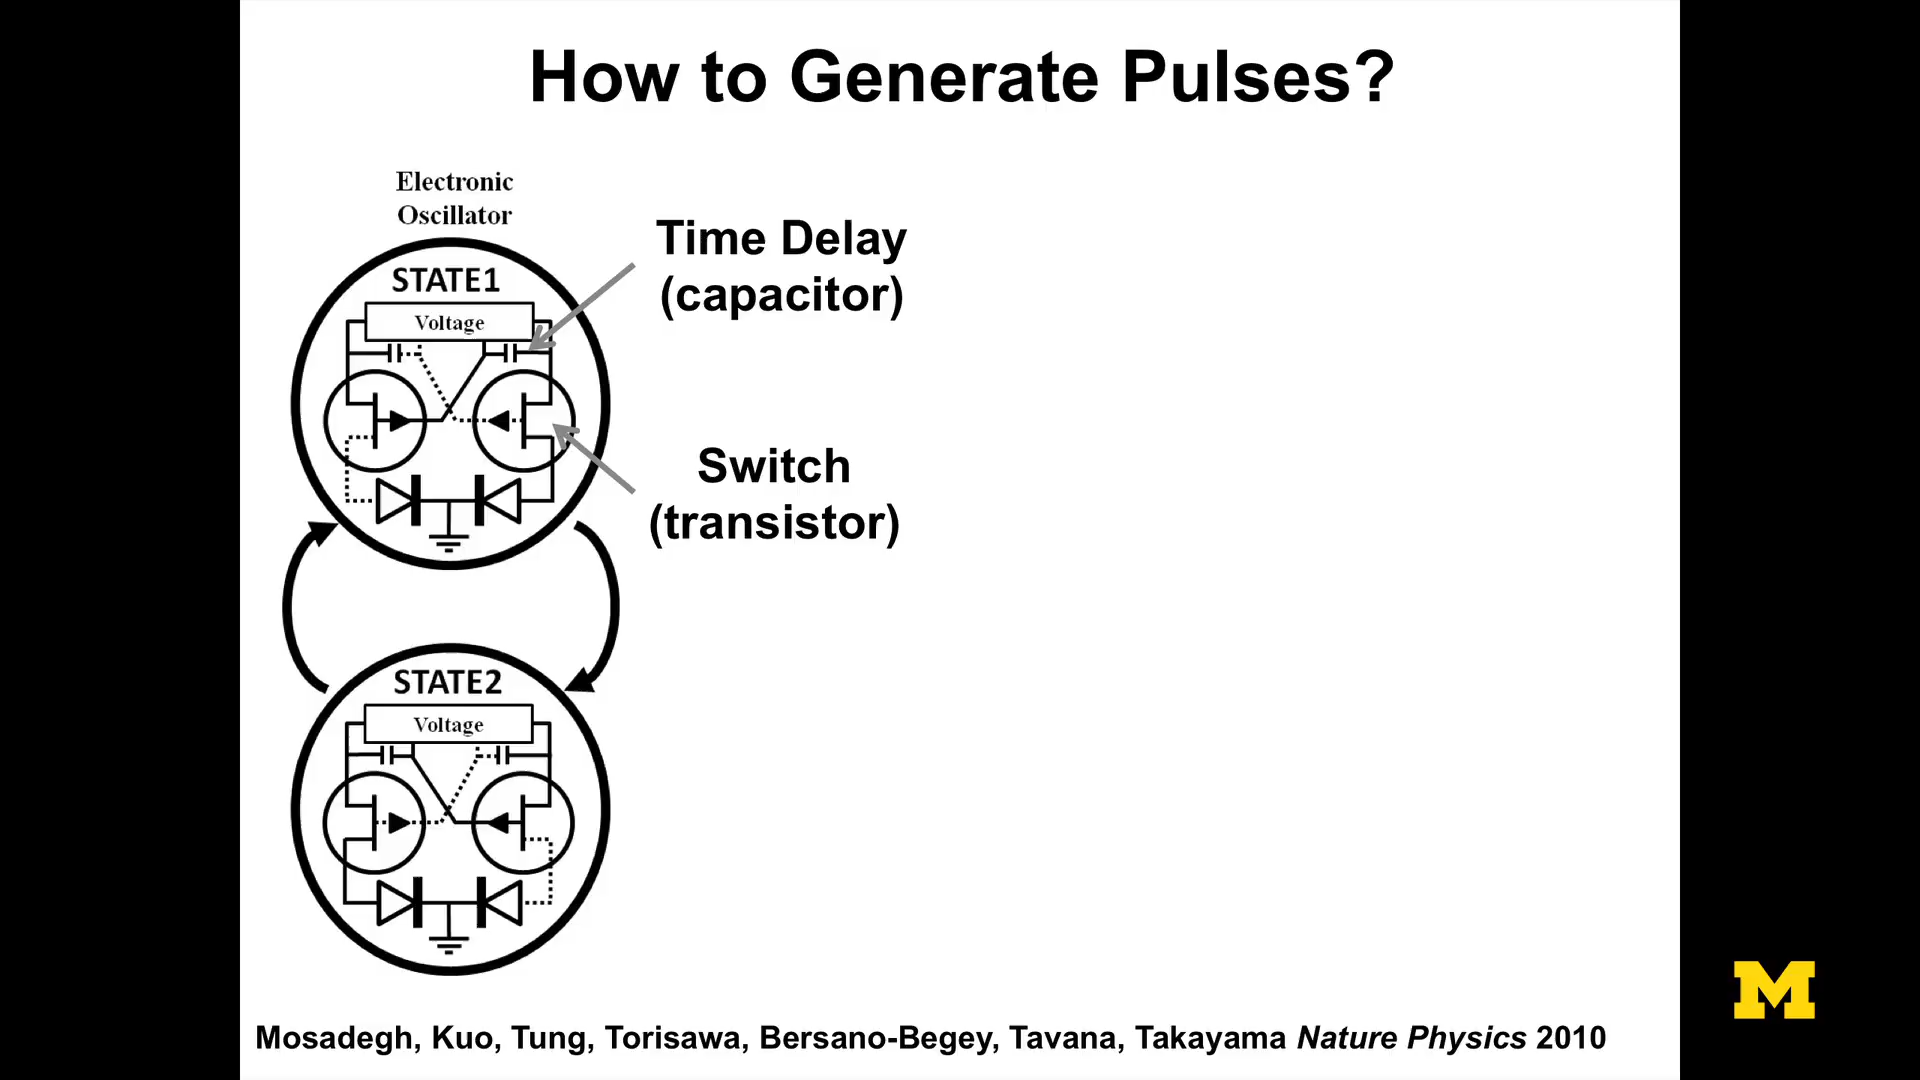 How to Generate Pulses?
Electronic
Oscillator
STATE1
Voltage
Time Delay
(capacitor)
Switch
(transistor)
STATE2
Voltage
Mosadegh, Kuo, Tung, Torisawa, Bersano-Begey, Tavana, Takayama Nature Physics 2010
M